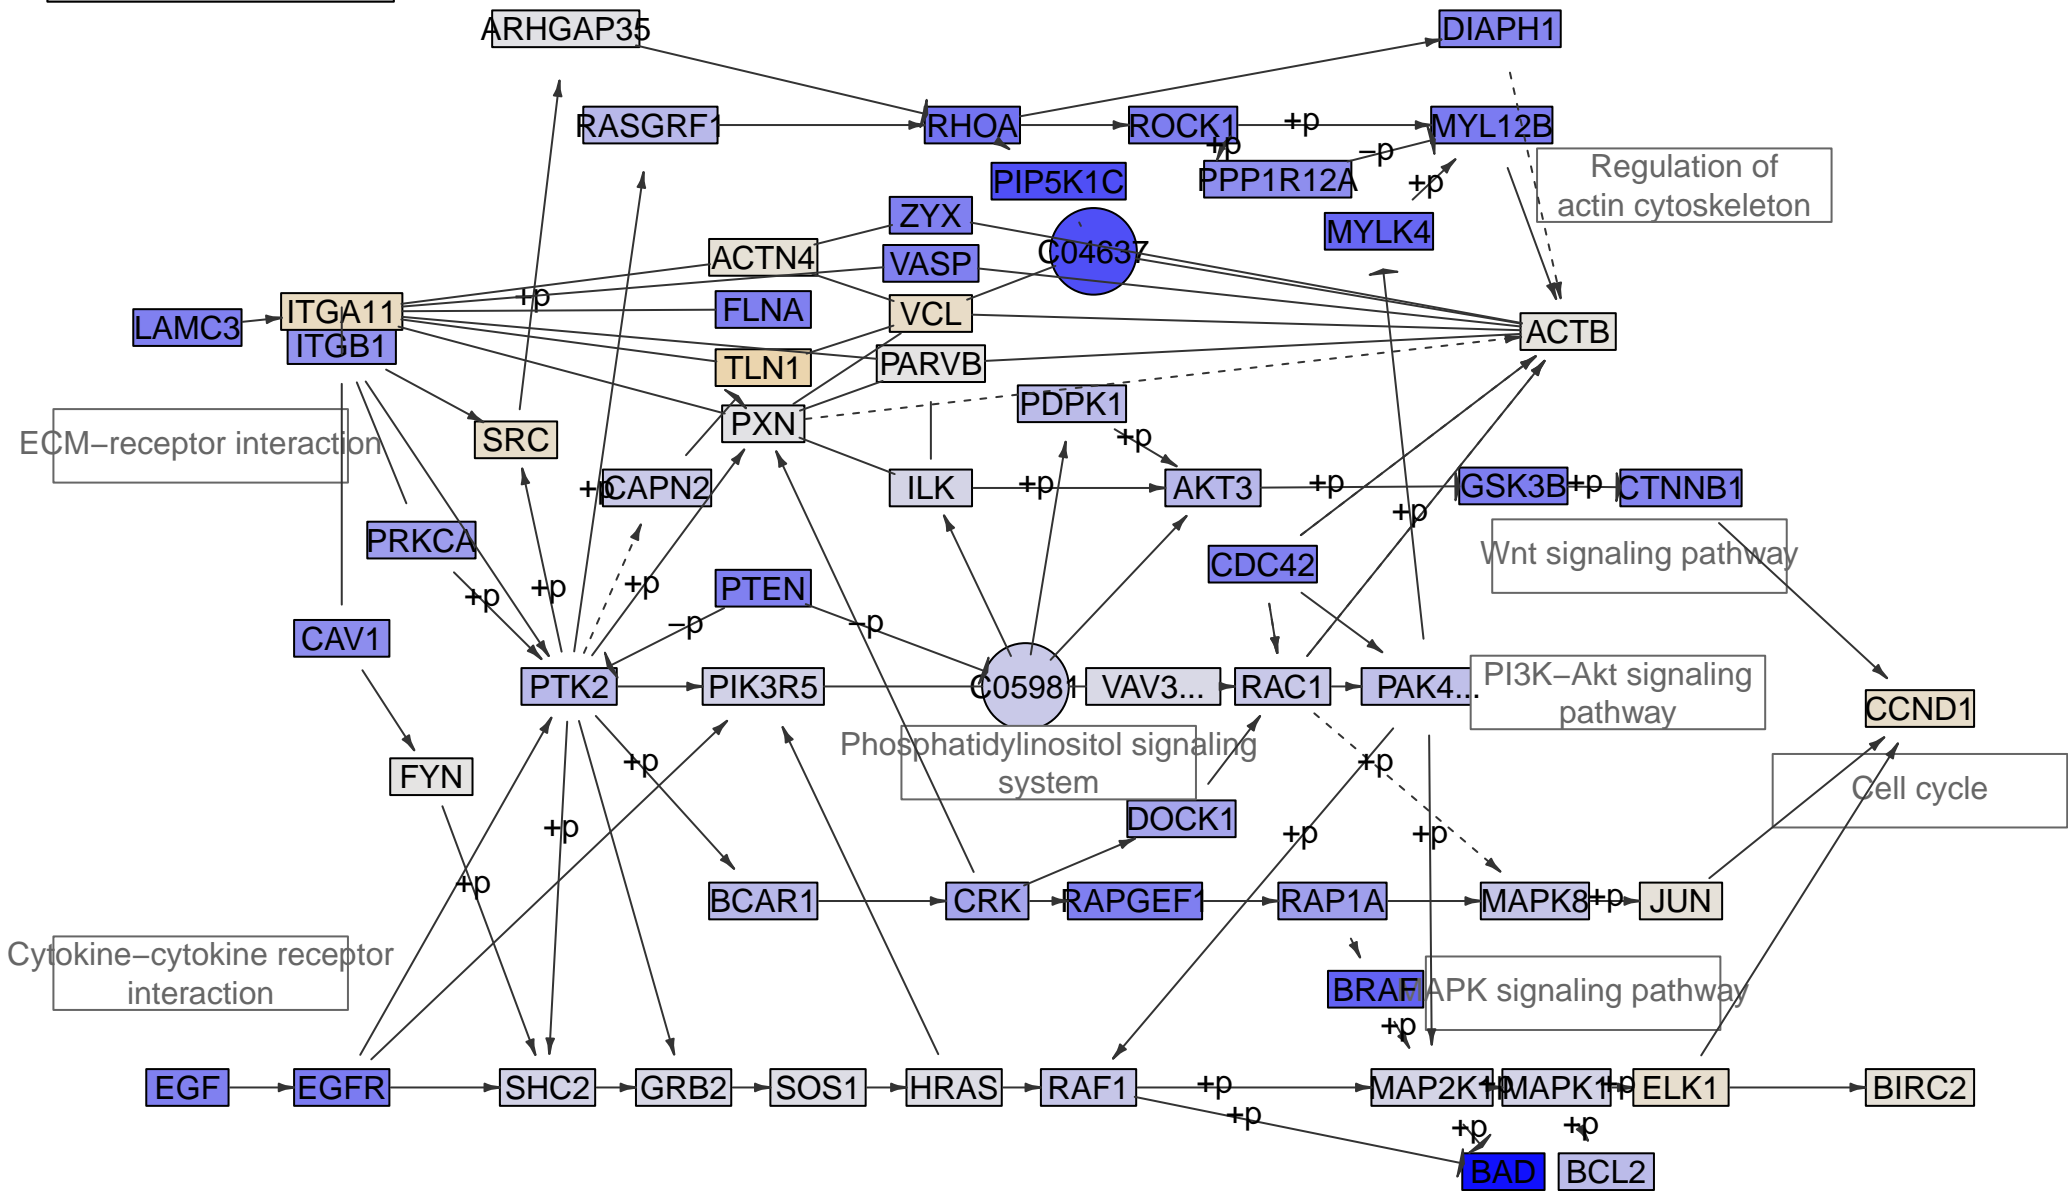 ARHGAP35
DIAPH1
RASGRF1
RHOA
ROCK1
+p
MYL12B
+p
−p
PIP5K1C
PPP1R12A
+p
Regulation of
actin cytoskeleton
ZYX
MYLK4
ACTN4
VASP
C04637
+p
ITGA11
FLNA
VCL
LAMC3
ITGB1
ACTB
TLN1
PARVB
PDPK1
PXN
+p
ECM−receptor interaction
SRC
+p
CAPN2
ILK
+p
AKT3
+p
GSK3B
+p
CTNNB1
+p
PRKCA
Wnt signaling pathway
CDC42
+p
+p
+p
PTEN
−p
−p
CAV1
PTK2
PIK3R5
C05981
VAV3...
RAC1
PAK4...
PI3K−Akt signaling
pathway
CCND1
Phosphatidylinositol signaling
system
+p
+p
FYN
Cell cycle
DOCK1
+p
+p
+p
+p
BCAR1
CRK
RAPGEF1
RAP1A
MAPK8
+p
JUN
Cytokine−cytokine receptor
interaction
BRAF
MAPK signaling pathway
+p
EGF
EGFR
SHC2
GRB2
SOS1
HRAS
RAF1
+p
MAP2K1
+p
MAPK1
+p
ELK1
BIRC2
+p
+p
+p
BAD
BCL2